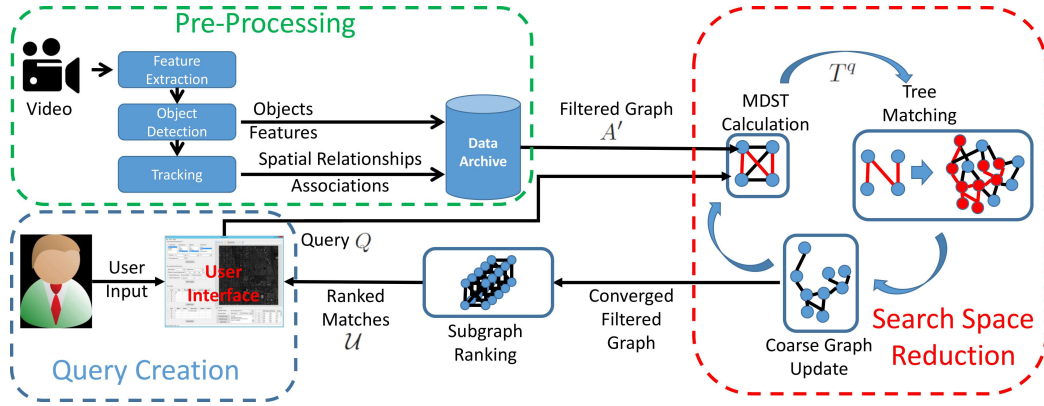 Pre-Processing
Video
Feature
Extraction
Object
Detection
Tracking
Objects
Features
Spatial Relationships
Associations
Data
Archive
Filtered Graph
A′
MDST
Calculation
T^q
Tree
Matching
Query Q
User
Input
User
Interface
Ranked
Matches
𝒰
Subgraph
Ranking
Converged
Filtered
Graph
Coarse Graph
Update
Search Space
Reduction
Query Creation